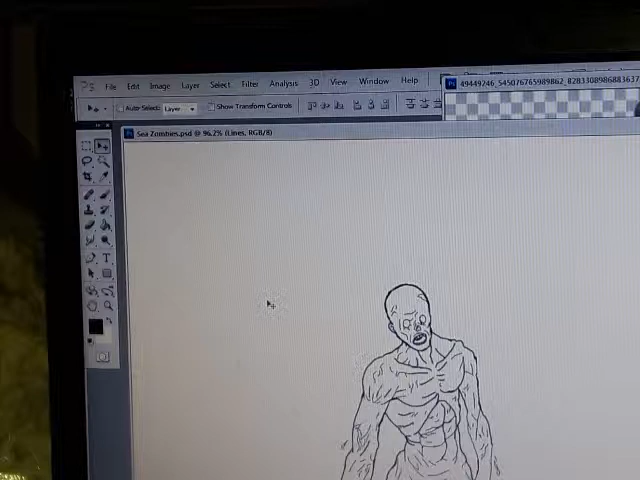 Ps File Edit Image Layer Select Filter Analysis 3D View Window Help
Auto-Select: Layer Show Transform Controls
Sea Zombies.psd @ 96.2% (Lines, RGB/8)